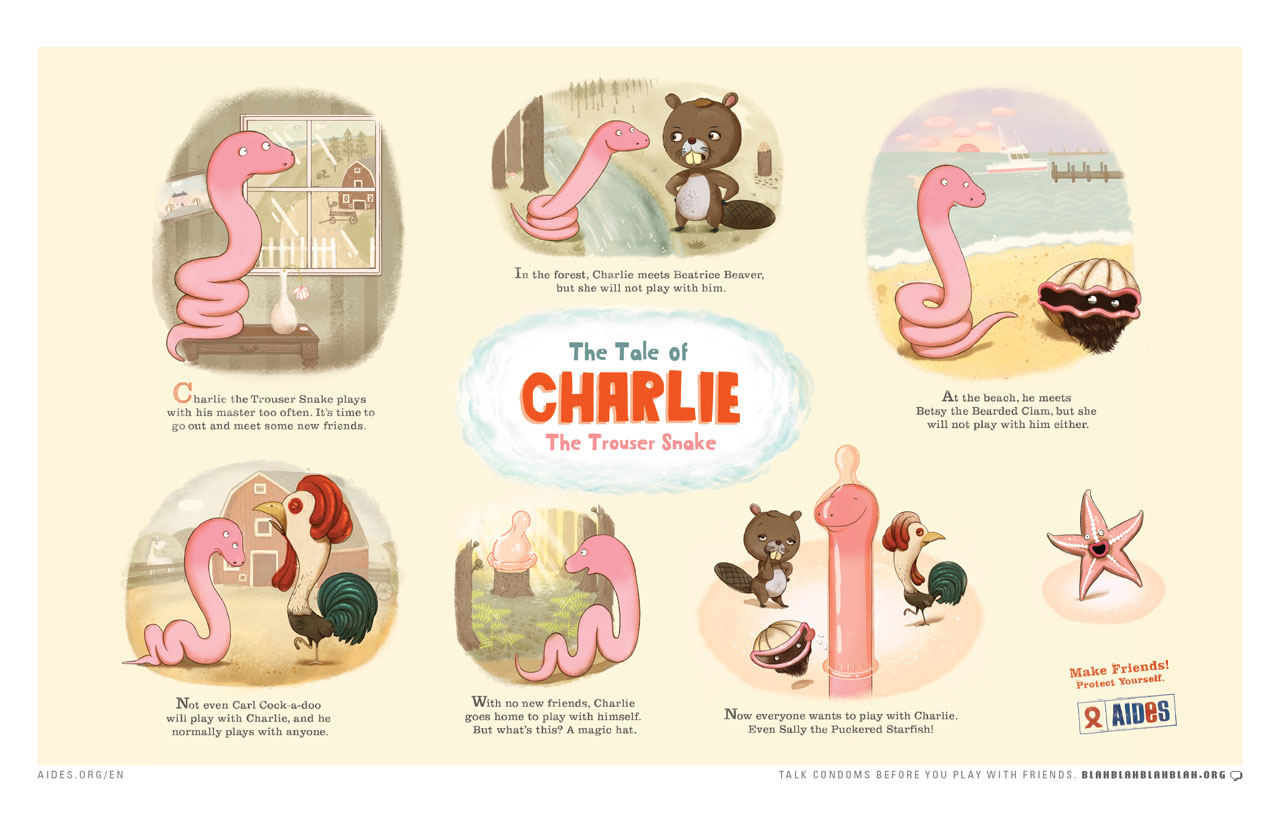 The Tale of
CHARLIE
The Trouser Snake
Charlie the Trouser Snake plays
with his master too often. It's time to
go out and meet some new friends.
In the forest, Charlie meets Beatrice Beaver,
but she will not play with him.
At the beach, he meets
Betsy the Bearded Clam, but she
will not play with him either.
Not even Carl Cock-a-doo
will play with Charlie, and he
normally plays with anyone.
With no new friends, Charlie
goes home to play with himself.
But what's this? A magic hat.
Now everyone wants to play with Charlie.
Even Sally the Puckered Starfish!
Make Friends!
Protect Yourself.
AIDES
AIDES.ORG/EN
TALK CONDOMS BEFORE YOU PLAY WITH FRIENDS. BLAHBLAHBLAHBLAH.ORG